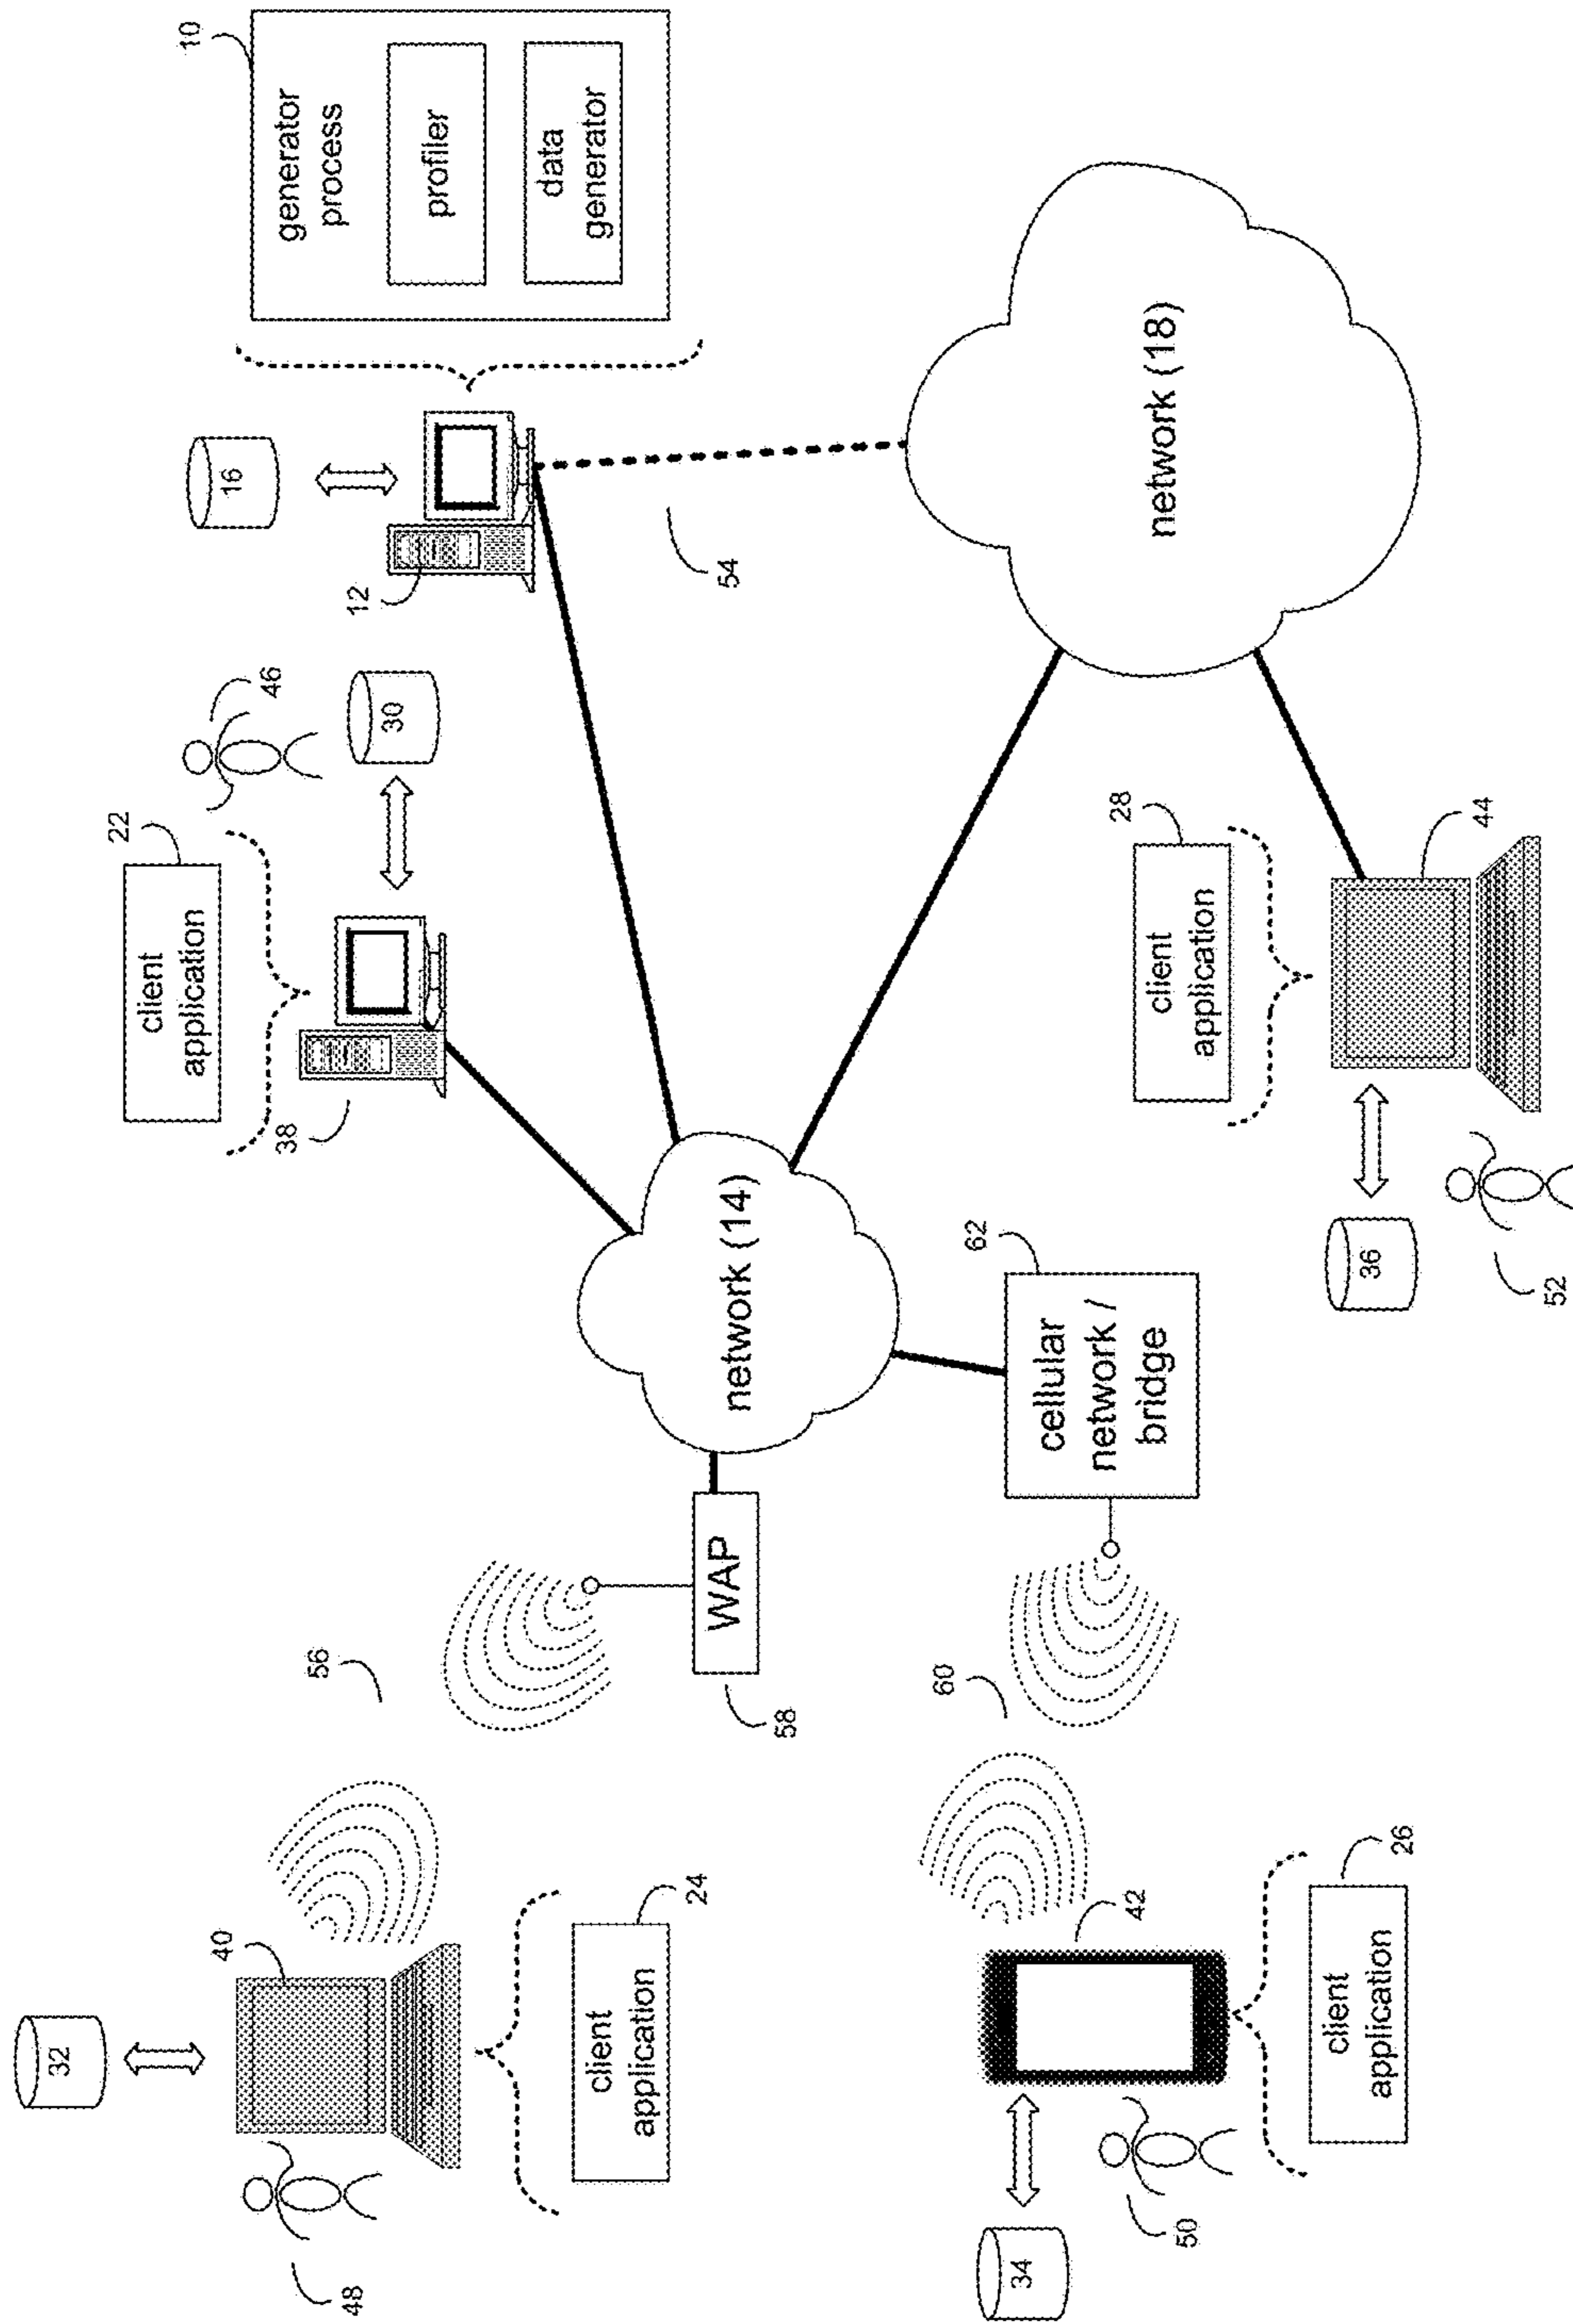 32
40
48
client
application
24
56
WAP
58
34
50
42
client
application
26
60
cellular
network /
bridge
62
network (14)
client
application
22
38
46
30
16
12
generator
process
10
profiler
data
generator
54
network (18)
client
application
28
44
36
52